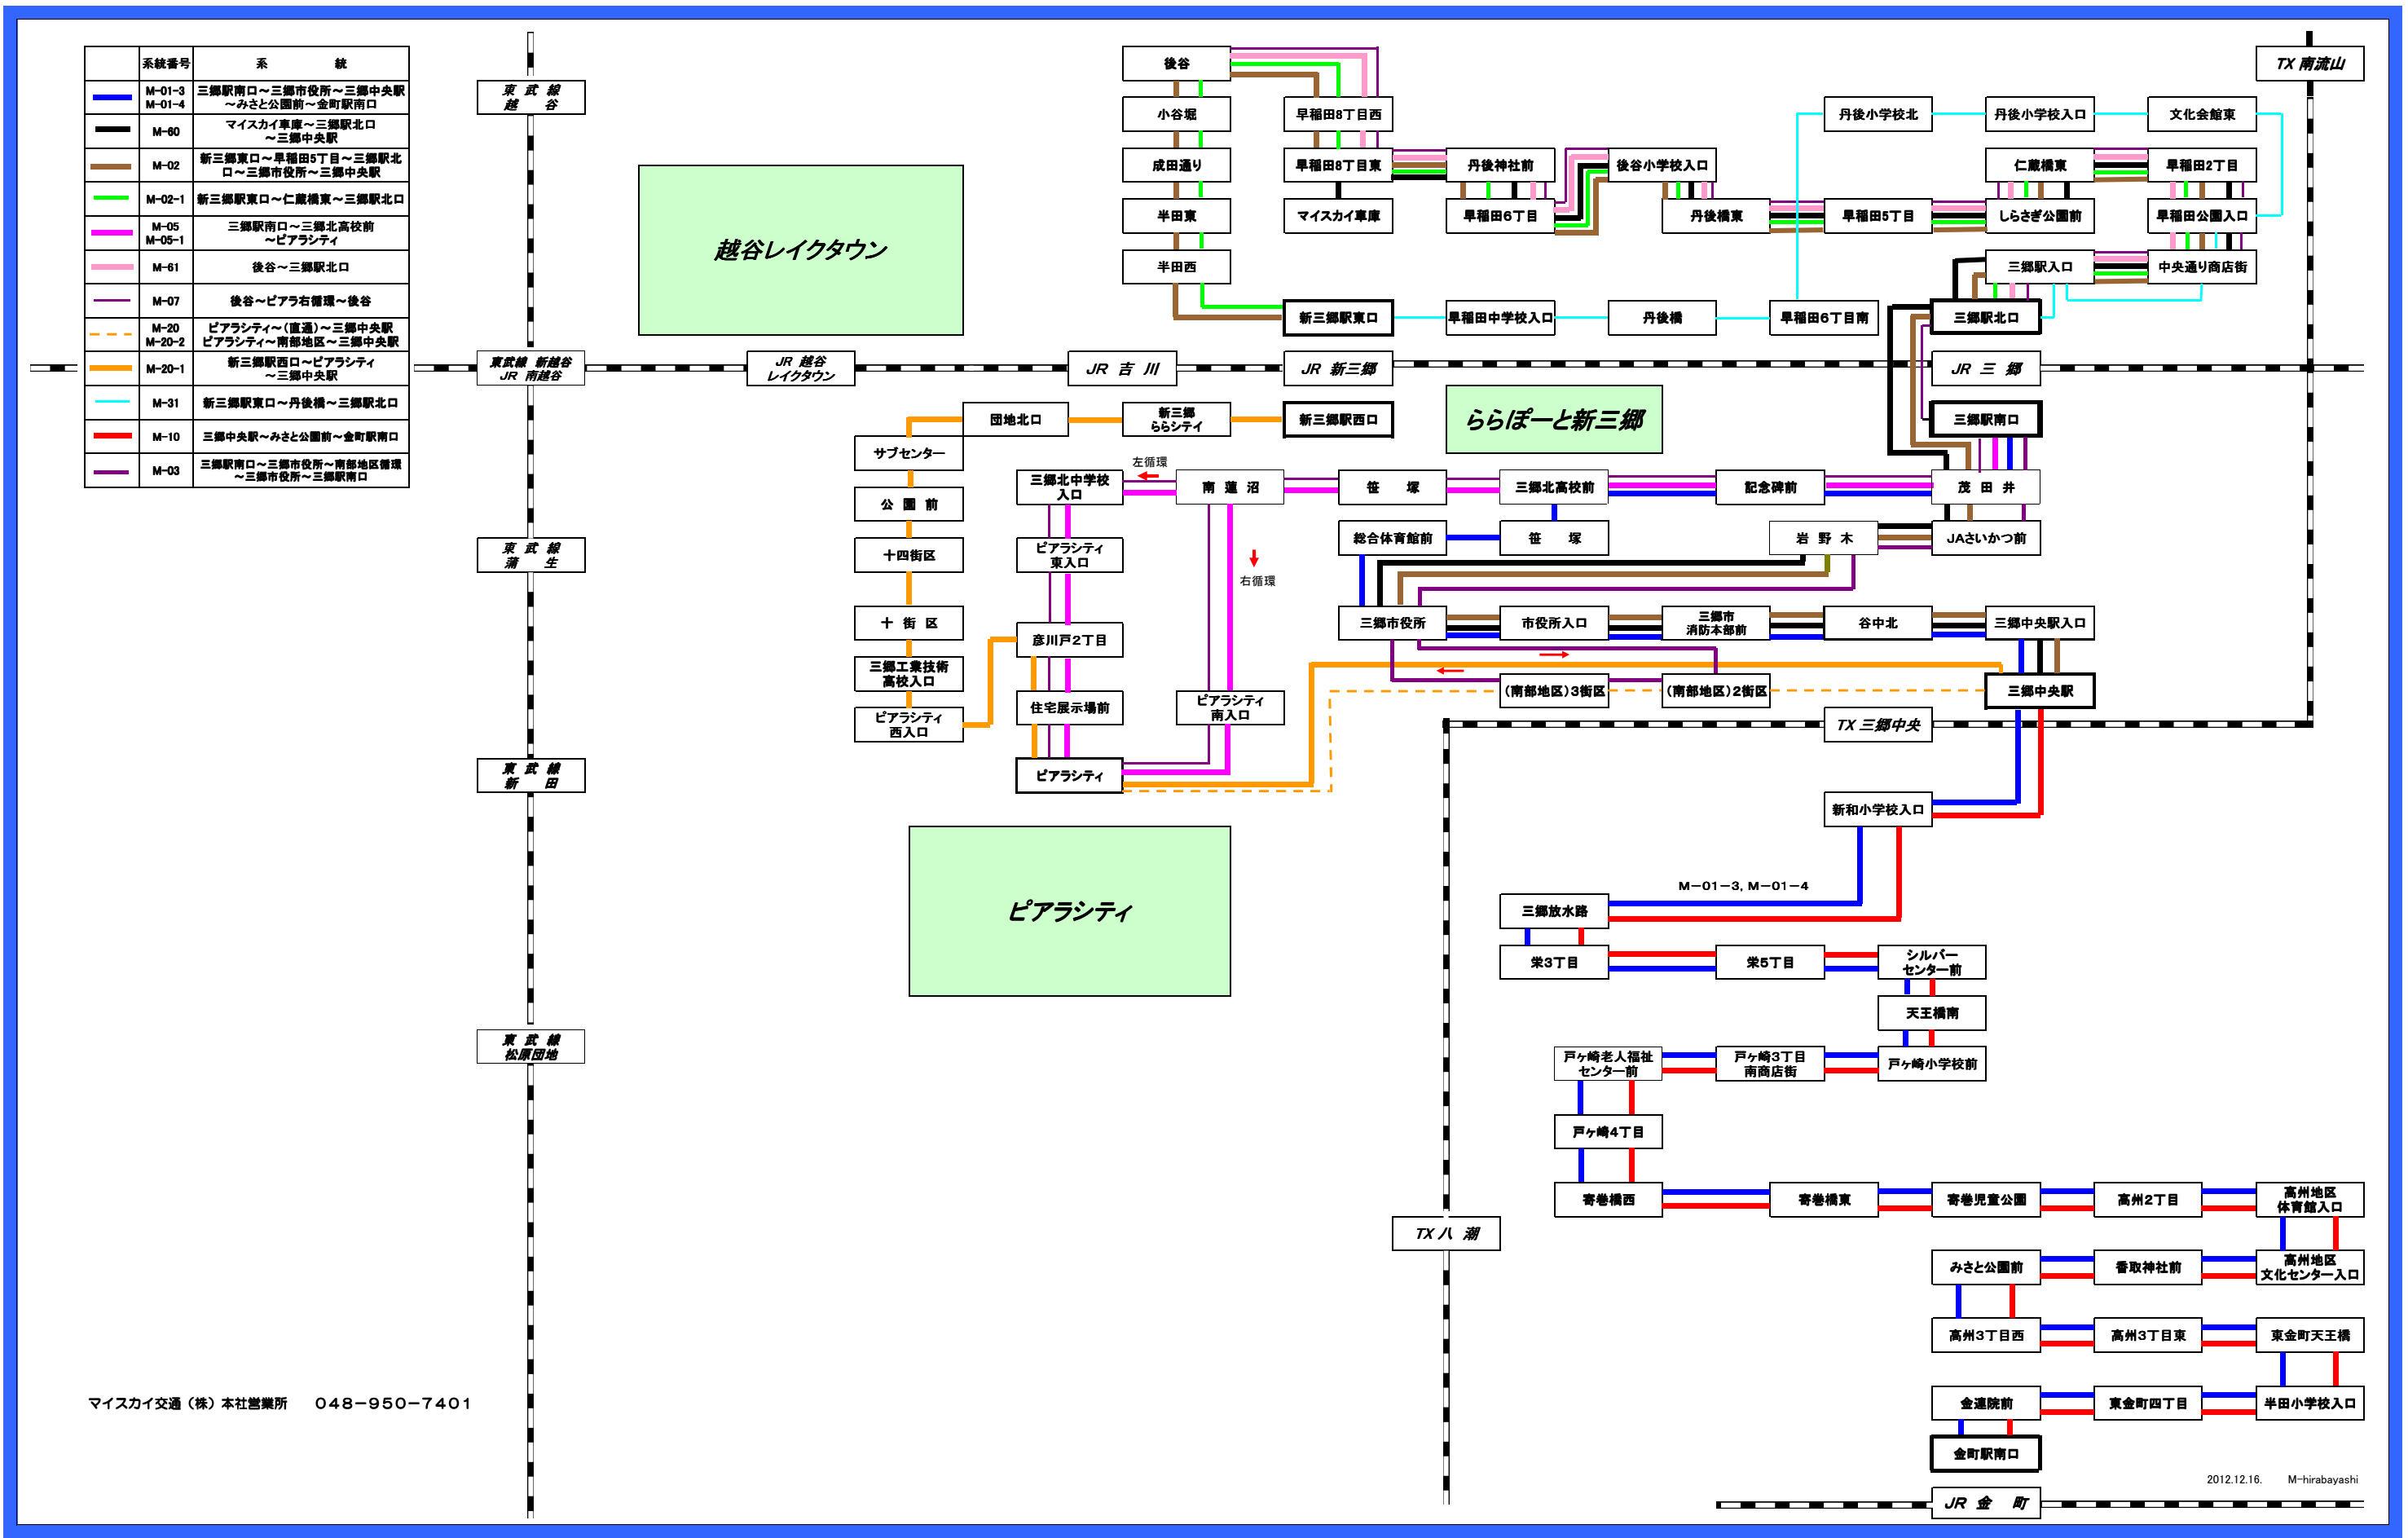 系統番号 系 統
M-01-3 三郷駅南口～三郷市役所～三郷中央駅
M-01-4 ～みさと公園前～金町駅南口
M-60 マイスカイ車庫～三郷駅北口
～三郷中央駅
M-02 新三郷東口～早稲田5丁目～三郷駅北
口～三郷市役所～三郷中央駅
M-02-1 新三郷駅東口～仁蔵橋東～三郷駅北口
M-05 三郷駅南口～三郷北高校前
M-05-1 ～ピアラシティ
M-61 後谷～三郷駅北口
M-07 後谷～ピアラ右循環～後谷
M-20 ピアラシティ～(直通)～三郷中央駅
M-20-2 ピアラシティ～南部地区～三郷中央駅
M-20-1 新三郷駅西口～ピアラシティ
～三郷中央駅
M-31 新三郷駅東口～丹後橋～三郷駅北口
M-10 三郷中央駅～みさと公園前～金町駅南口
M-03 三郷駅南口～三郷市役所～南部地区循環
～三郷市役所～三郷駅南口
東武線
越谷
後谷
TX 南流山
小谷堀
早稲田8丁目西
丹後小学校北
丹後小学校入口
文化会館東
成田通り
早稲田8丁目東
丹後神社前
後谷小学校入口
仁蔵橋東
早稲田2丁目
半田東
マイスカイ車庫
早稲田6丁目
丹後橋東
早稲田5丁目
しらさぎ公園前
早稲田公園入口
越谷レイクタウン
半田西
三郷駅入口
中央通り商店街
新三郷駅東口
早稲田中学校入口
丹後橋
早稲田6丁目南
三郷駅北口
東武線 新越谷
JR 南越谷
JR 越谷
レイクタウン
JR 吉 川
JR 新三郷
JR 三 郷
団地北口
新三郷
ららシテイ
新三郷駅西口
ららぽーと新三郷
三郷駅南口
サブセンター
左循環
三郷北中学校
入口
南 蓮 沼
笹 塚
三郷北高校前
記念碑前
茂 田 井
公 園 前
東武線
蒲生
十四街区
ピアラシティ
東入口
右循環
総合体育館前
笹 塚
岩 野 木
JAさいかつ前
十 街 区
彦川戸2丁目
三郷市役所
市役所入口
三郷市
消防本部前
谷中北
三郷中央駅入口
三郷工業技術
高校入口
住宅展示場前
ピアラシティ
南入口
(南部地区)3街区
(南部地区)2街区
三郷中央駅
ピアラシティ
西入口
TX 三郷中央
東武線
新田
ピアラシティ
新和小学校入口
ピアラシティ
M－01－3, M－01－4
三郷放水路
栄3丁目
栄5丁目
シルバー
センター前
天王橋南
東武線
松原団地
戸ヶ崎老人福祉
センター前
戸ヶ崎3丁目
南商店街
戸ヶ崎小学校前
戸ヶ崎4丁目
寄巻橋西
寄巻橋東
寄巻児童公園
高州2丁目
高州地区
体育館入口
TX 八 潮
みさと公園前
香取神社前
高州地区
文化センター入口
高州3丁目西
高州3丁目東
東金町天王橋
マイスカイ交通（株）本社営業所 048－950－7401
金連院前
東金町四丁目
半田小学校入口
金町駅南口
2012.12.16. M-hirabayashi
JR 金 町